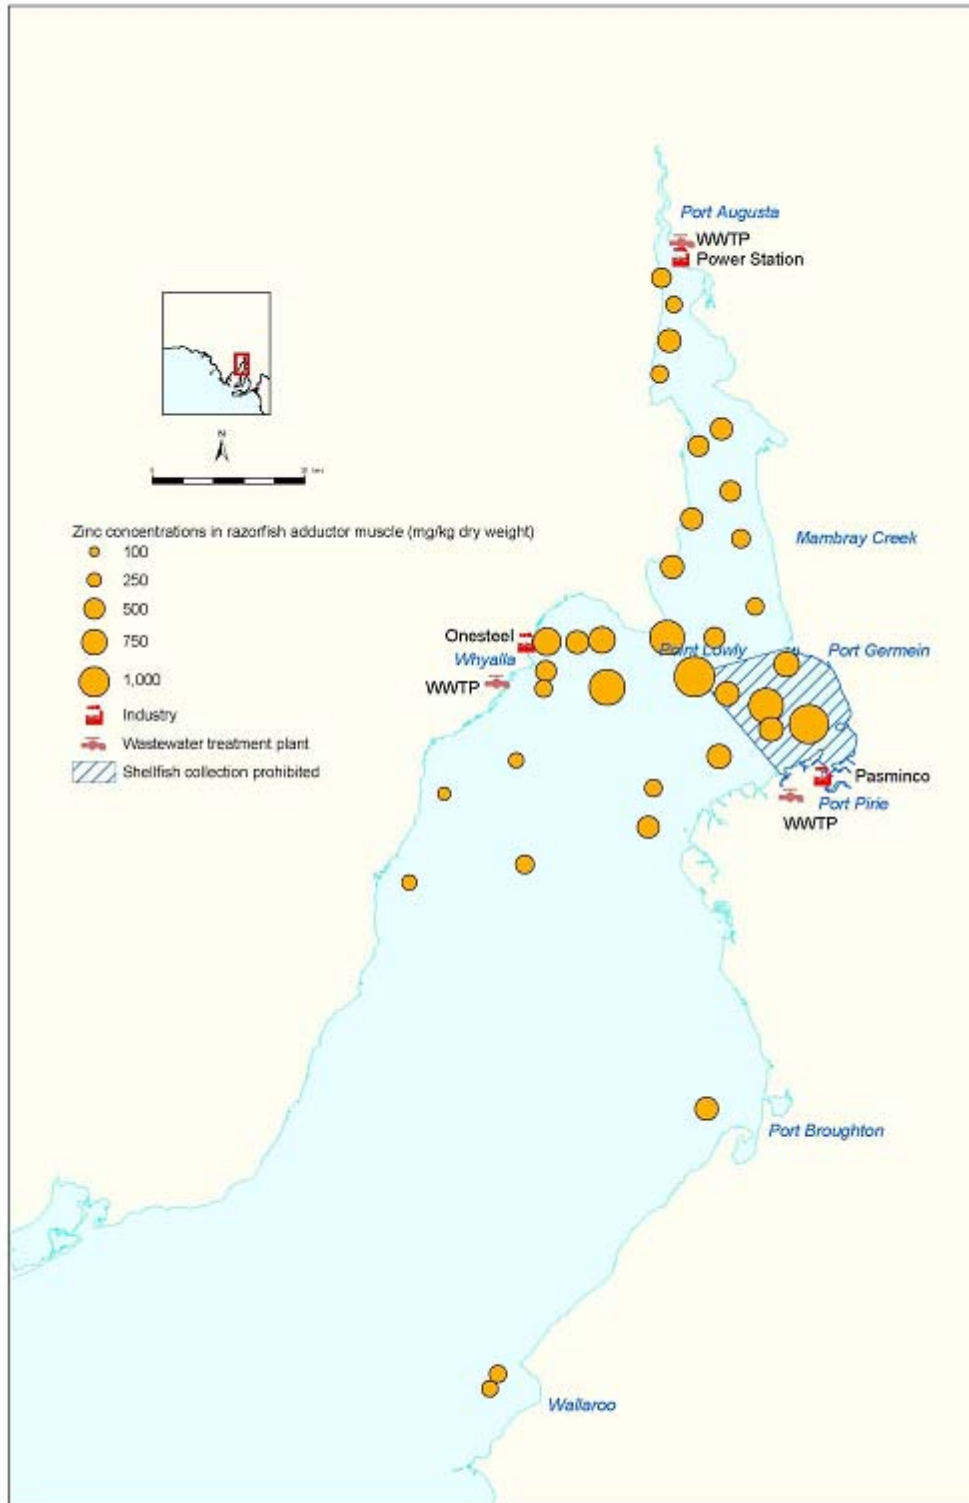 Port Augusta
WWTP
Power Station
N
Zinc concentrations in razorfish adductor muscle (mg/kg dry weight)
100
250
500
750
1,000
Industry
Wastewater treatment plant
Shellfish collection prohibited
Mambray Creek
Onesteel
Whyalla
WWTP
Point Lowly
Port Germein
Pasminco
Port Pirie
WWTP
Port Broughton
Wallaroo